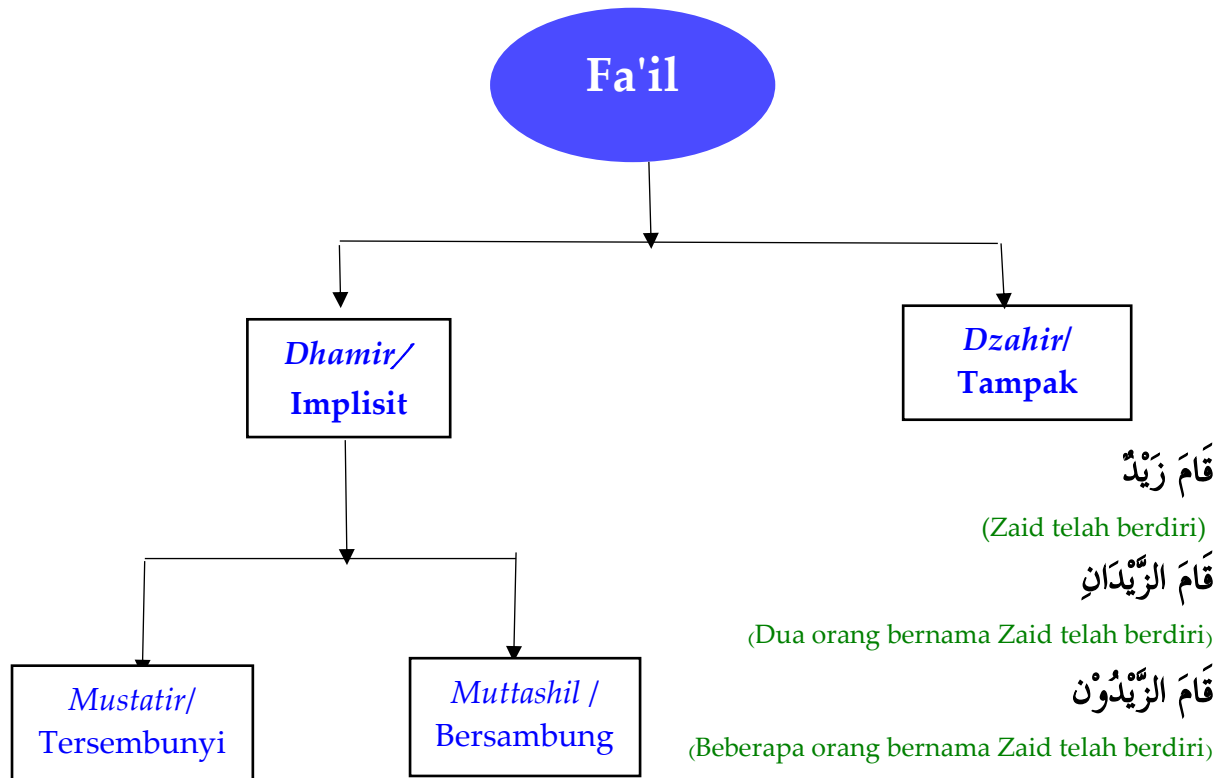 Fa'il
Dhamir/
Implisit
Dzahir/
Tampak
قَامَ زَيْدٌ
(Zaid telah berdiri)
قَامَ الزَّيْدَانِ
(Dua orang bernama Zaid telah berdiri)
قَامَ الزَّيْدُوْن
(Beberapa orang bernama Zaid telah berdiri)
Mustatir/
Tersembunyi
Muttashil /
Bersambung